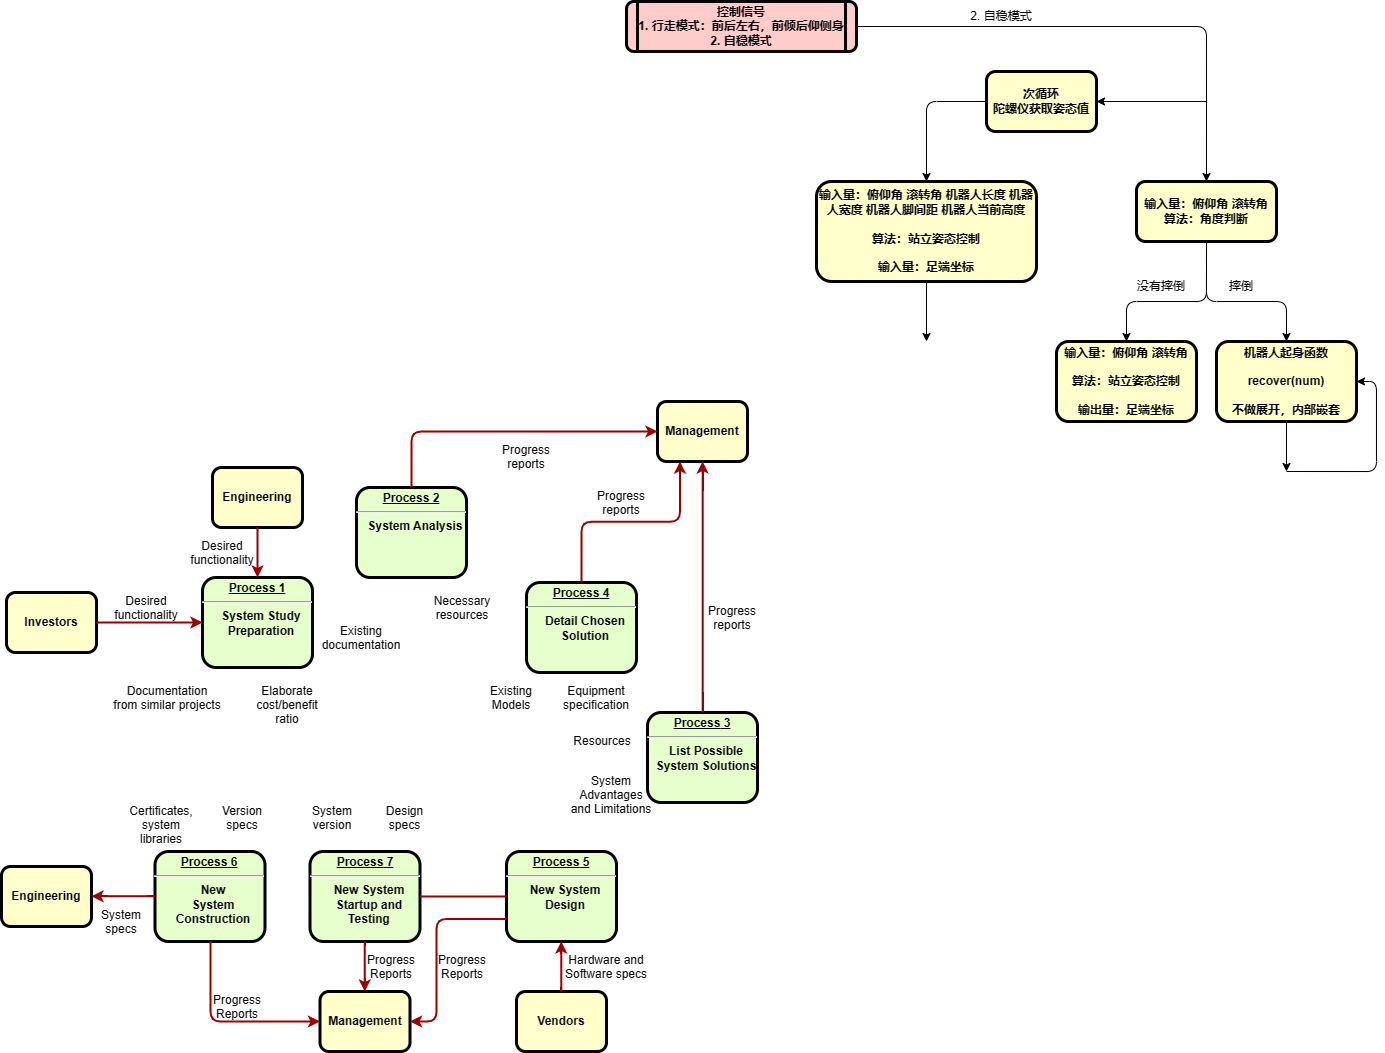 控制信号
1. 行走模式：前后左右，前倾后仰侧身
2. 自稳模式
2. 自稳模式
次循环
陀螺仪获取姿态值
输入量：俯仰角 滚转角 机器人长度 机器
人宽度 机器人脚间距 机器人当前高度
算法：站立姿态控制
输入量：足端坐标
输入量：俯仰角 滚转角
算法：角度判断
没有摔倒
摔倒
输入量：俯仰角 滚转角
算法：站立姿态控制
输出量：足端坐标
机器人起身函数
recover(num)
不做展开，内部嵌套
Management
Progress
reports
Engineering
Process 2
System Analysis
Progress
reports
Desired
functionality
Process 1
System Study
Preparation
Investors
Desired
functionality
Existing
documentation
Necessary
resources
Process 4
Detail Chosen
Solution
Progress
reports
Documentation
from similar projects
Elaborate
cost/benefit
ratio
Existing
Models
Equipment
specification
Process 3
List Possible
System Solutions
Resources
System
Advantages
and Limitations
Certificates,
system
libraries
Version
specs
System
version
Design
specs
Process 6
New
System
Construction
Process 7
New System
Startup and
Testing
Process 5
New System
Design
Engineering
System
specs
Progress
Reports
Progress
Reports
Hardware and
Software specs
Progress
Reports
Management
Vendors